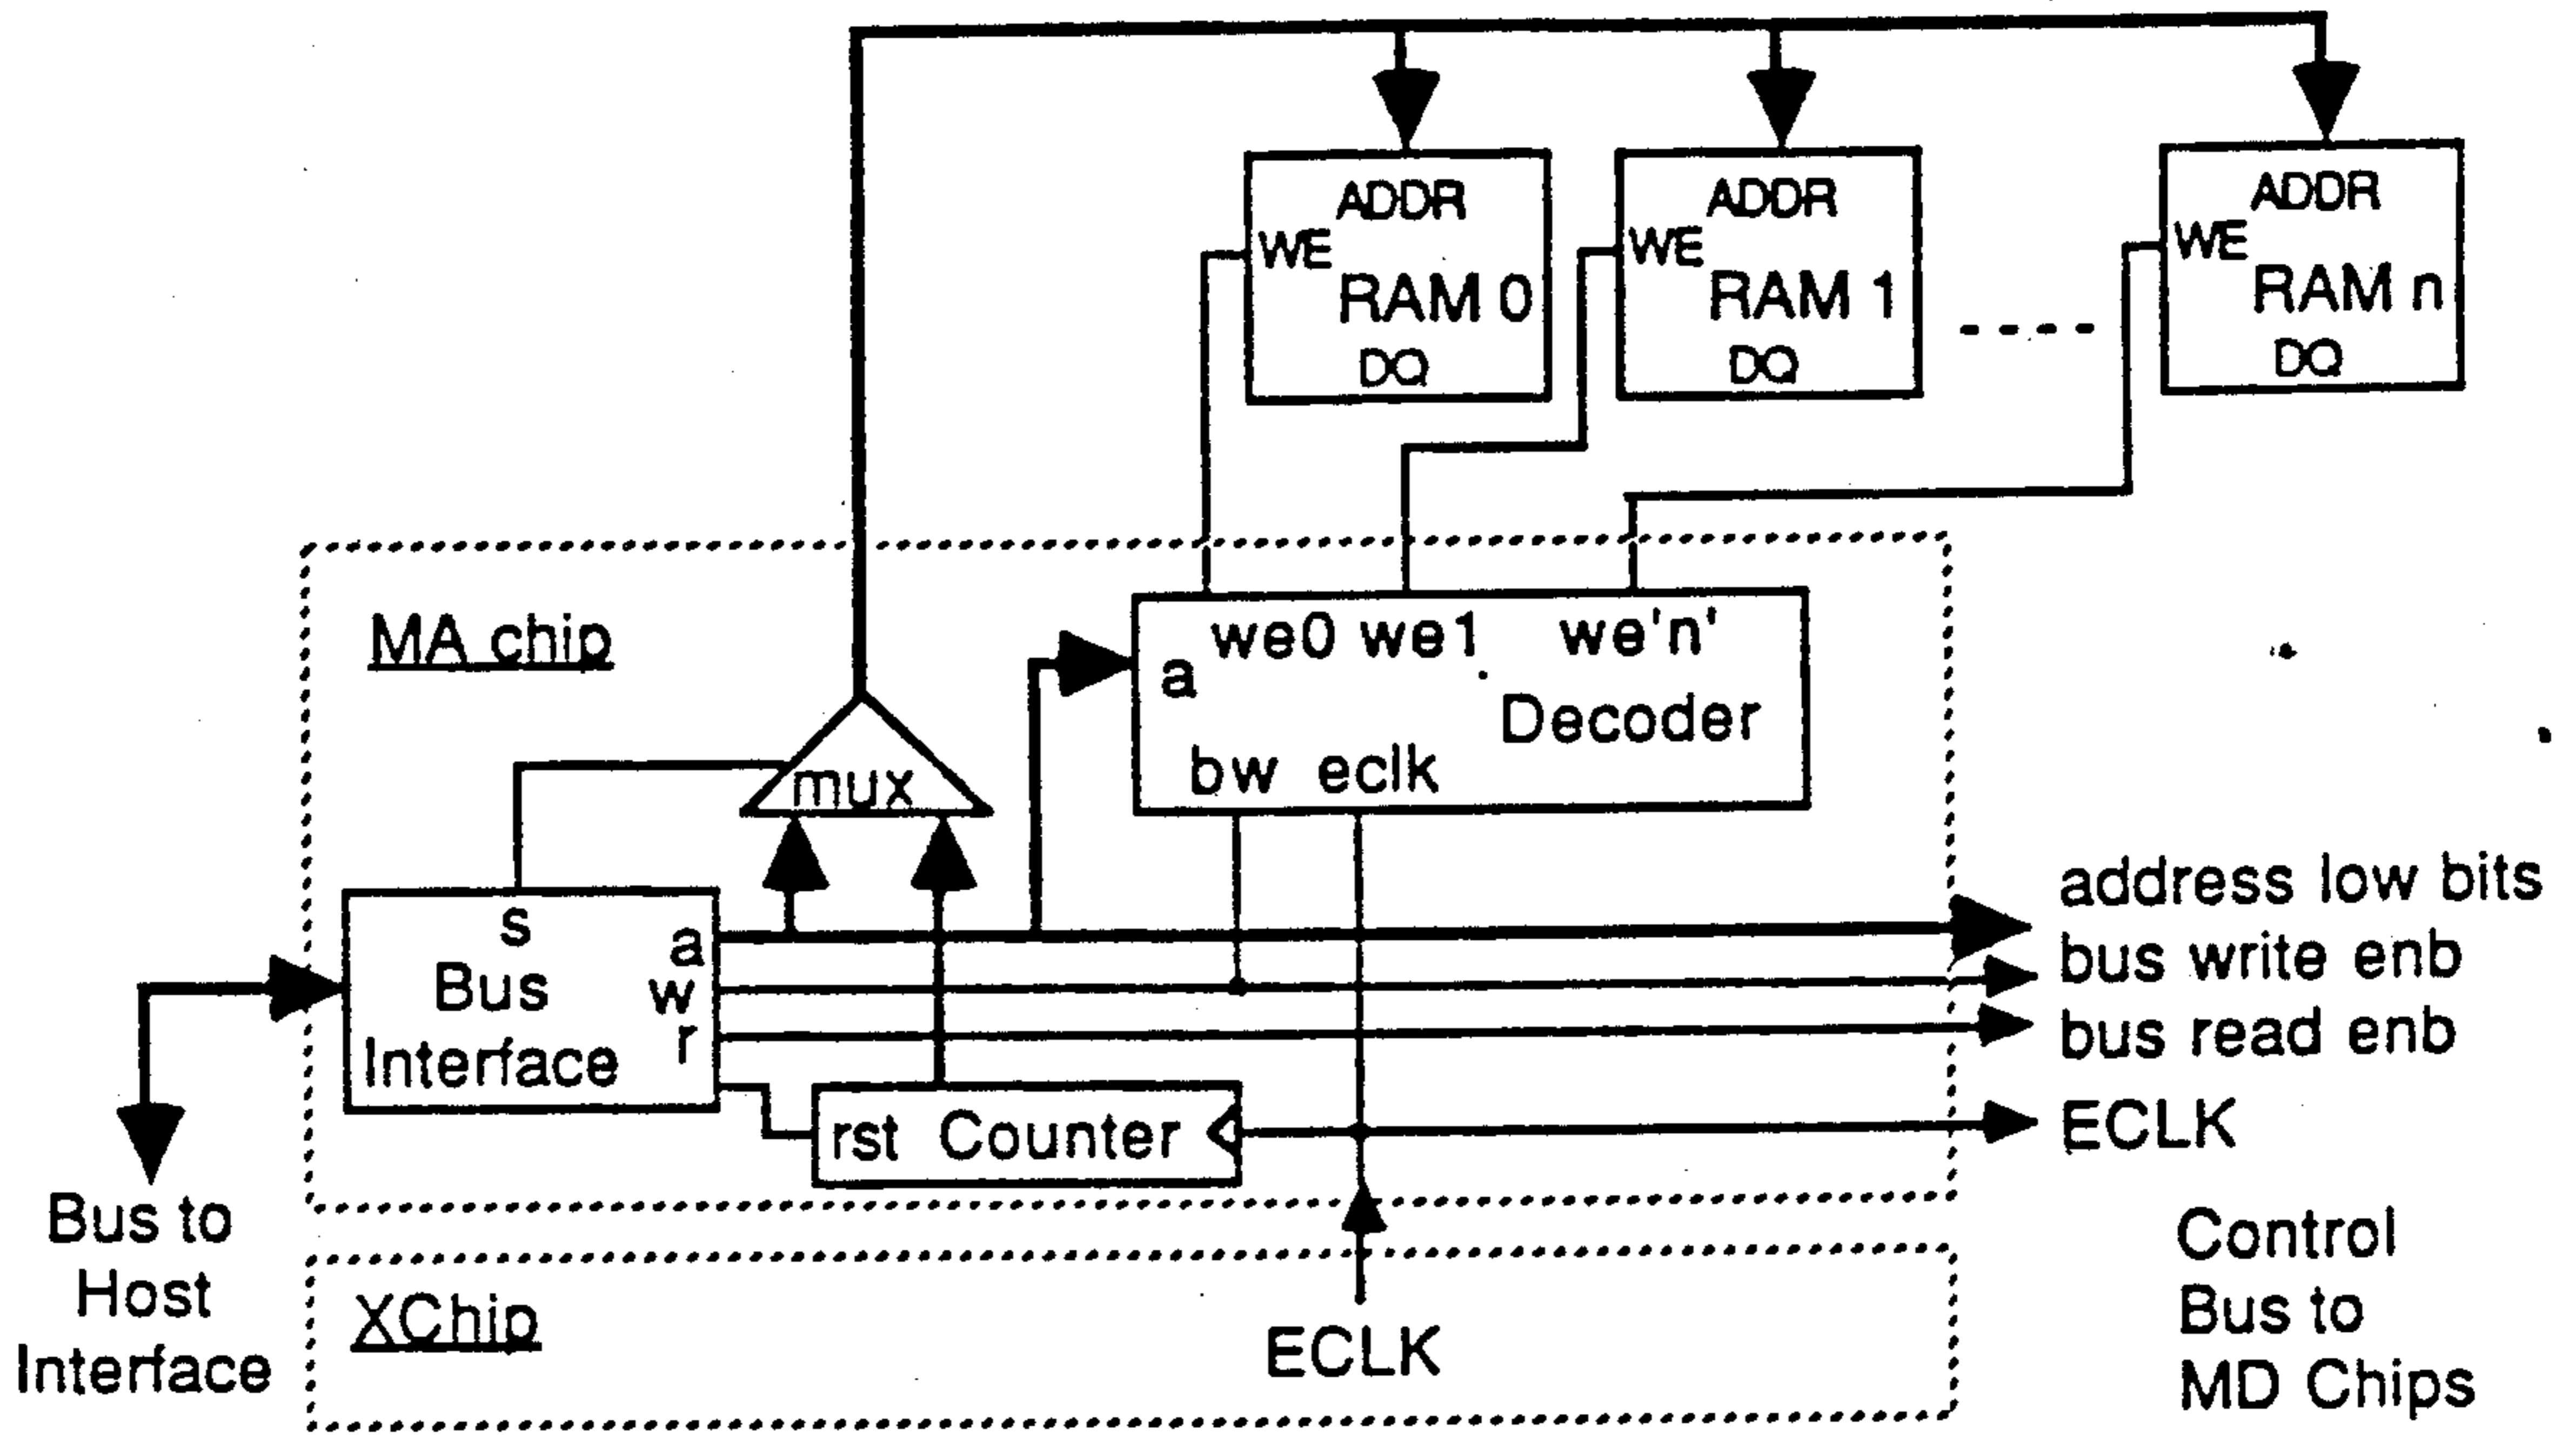 ADDR
WE
RAM 0
DQ
ADDR
WE
RAM 1
DQ
ADDR
WE
RAM n
DQ
MA chip
we0 we1 we'n'
a
Decoder
bw eclk
mux
s
a
Bus
w
Interface
r
rst Counter
address low bits
bus write enb
bus read enb
ECLK
Bus to
Host
Interface
XChip
ECLK
Control
Bus to
MD Chips